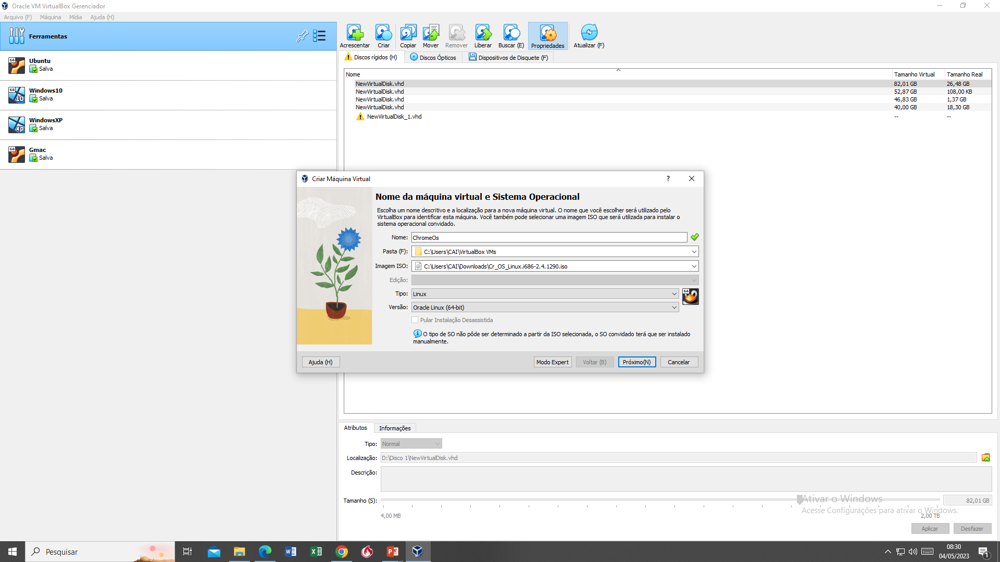 Oracle VM VirtualBox Gerenciador
Arquivo (F) Máquina Mídia Ajuda (H)
Ferramentas
Acrescentar Criar Copiar Mover Remover Liberar Buscar (E) Propriedades Atualizar (F)
64 Ubuntu
Salva
64 10 Windows10
Salva
xp WindowsXP
Salva
64 Gmac
Salva
Discos rígidos (H) Discos Ópticos Dispositivos de Disquete (F)
Nome Tamanho Virtual Tamanho Real
NewVirtualDisk.vhd 82,01 GB 26,48 GB
NewVirtualDisk.vhd 52,87 GB 108,00 KB
NewVirtualDisk.vhd 46,83 GB 1,37 GB
NewVirtualDisk.vhd 40,00 GB 18,30 GB
NewVirtualDisk_1.vhd -- --
Criar Máquina Virtual ?
Nome da máquina virtual e Sistema Operacional
Escolha um nome descritivo e a localização para a nova máquina virtual. O nome que você escolher será utilizado pelo
VirtualBox para identificar esta máquina. Você também pode selecionar uma imagem ISO que será utilizada para instalar o
sistema operacional convidado.
Nome: ChromeOs
Pasta (F): C:\Users\CAI\VirtualBox VMs
Imagem ISO: C:\Users\CAI\Downloads\Cr_OS_Linux.i686-2.4.1290.iso
Edição:
Tipo: Linux 64
Versão: Oracle Linux (64-bit)
Pular Instalação Desassistida
O tipo de SO não pôde ser determinado a partir da ISO selecionada, o SO convidado terá que ser instalado
manualmente.
Ajuda (H) Modo Expert Voltar (B) Próximo(N) Cancelar
Atributos Informações
Tipo: Normal
Localização: D:\Disco 1\NewVirtualDisk.vhd
Descrição:
Tamanho (S): 82,01 GB
4,00 MB 2,00 TB
Ativar o Windows
Acesse Configurações para ativar o Windows.
Aplicar Desfazer
Pesquisar
08:30
04/05/2023
1